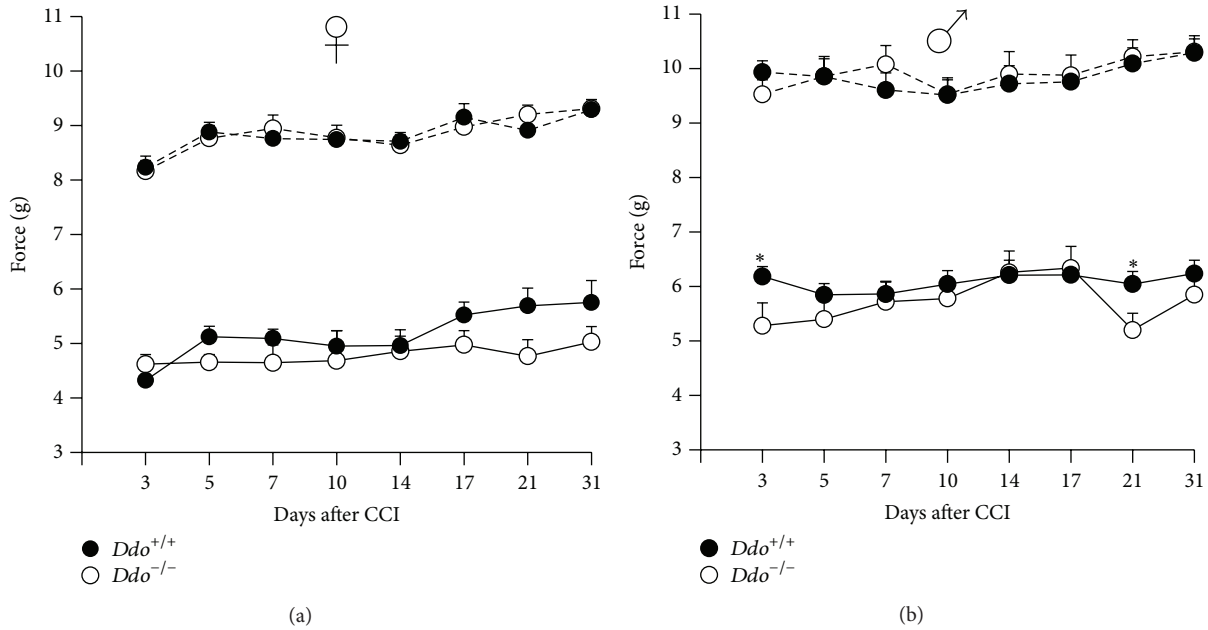 11
10
9
8
7
6
5
4
3
Force (g)
3 5 7 10 14 17 21 31
Days after CCI
Ddo+/+
Ddo−/−
(a)
11
10
9
8
7
6
5
4
3
Force (g)
* *
3 5 7 10 14 17 21 31
Days after CCI
Ddo+/+
Ddo−/−
(b)